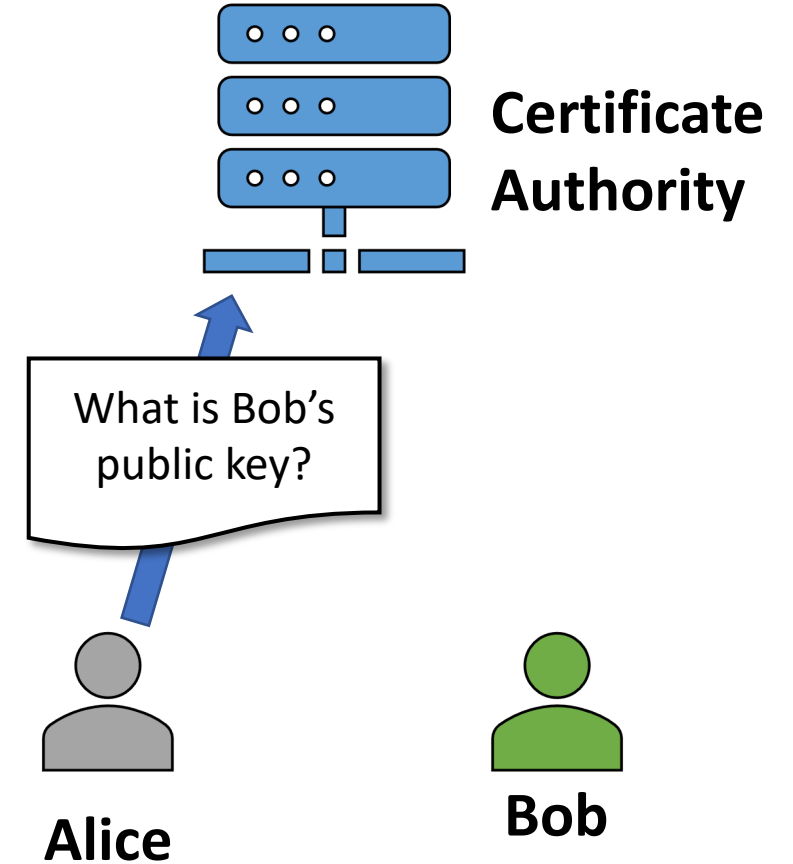 Certificate
Authority
What is Bob’s
public key?
Alice
Bob